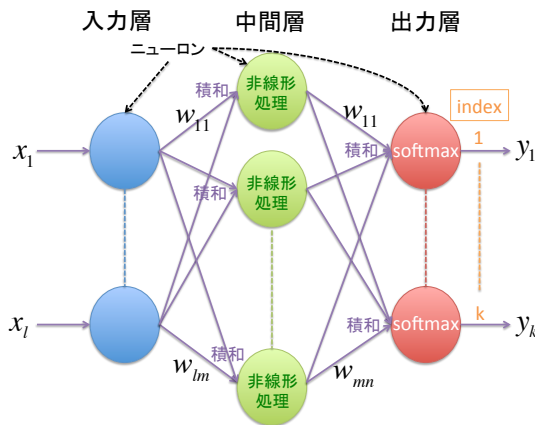 入力層
中間層
出力層
ニューロン
積和
非線形
処理
w11
w11
index
x1
softmax
1
y1
積和
非線形
処理
積和
xl
積和
softmax
k
yk
積和
wlm
非線形
処理
wmn